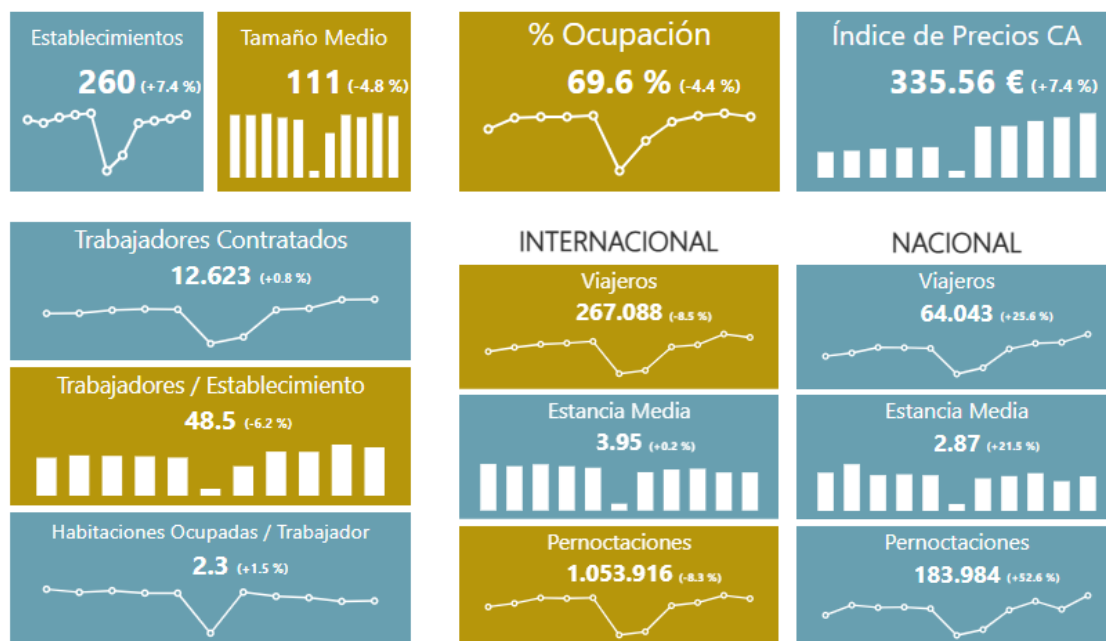 Establecimientos
260 (+7.4 %)
Tamaño Medio
111 (-4.8 %)
% Ocupación
69.6 % (-4.4 %)
Índice de Precios CA
335.56 € (+7.4 %)
Trabajadores Contratados
12.623 (+0.8 %)
Trabajadores / Establecimiento
48.5 (-6.2 %)
Habitaciones Ocupadas / Trabajador
2.3 (+1.5 %)
INTERNACIONAL
Viajeros
267.088 (-8.5 %)
Estancia Media
3.95 (+0.2 %)
Pernoctaciones
1.053.916 (-8.3 %)
NACIONAL
Viajeros
64.043 (+25.6 %)
Estancia Media
2.87 (+21.5 %)
Pernoctaciones
183.984 (+52.6 %)